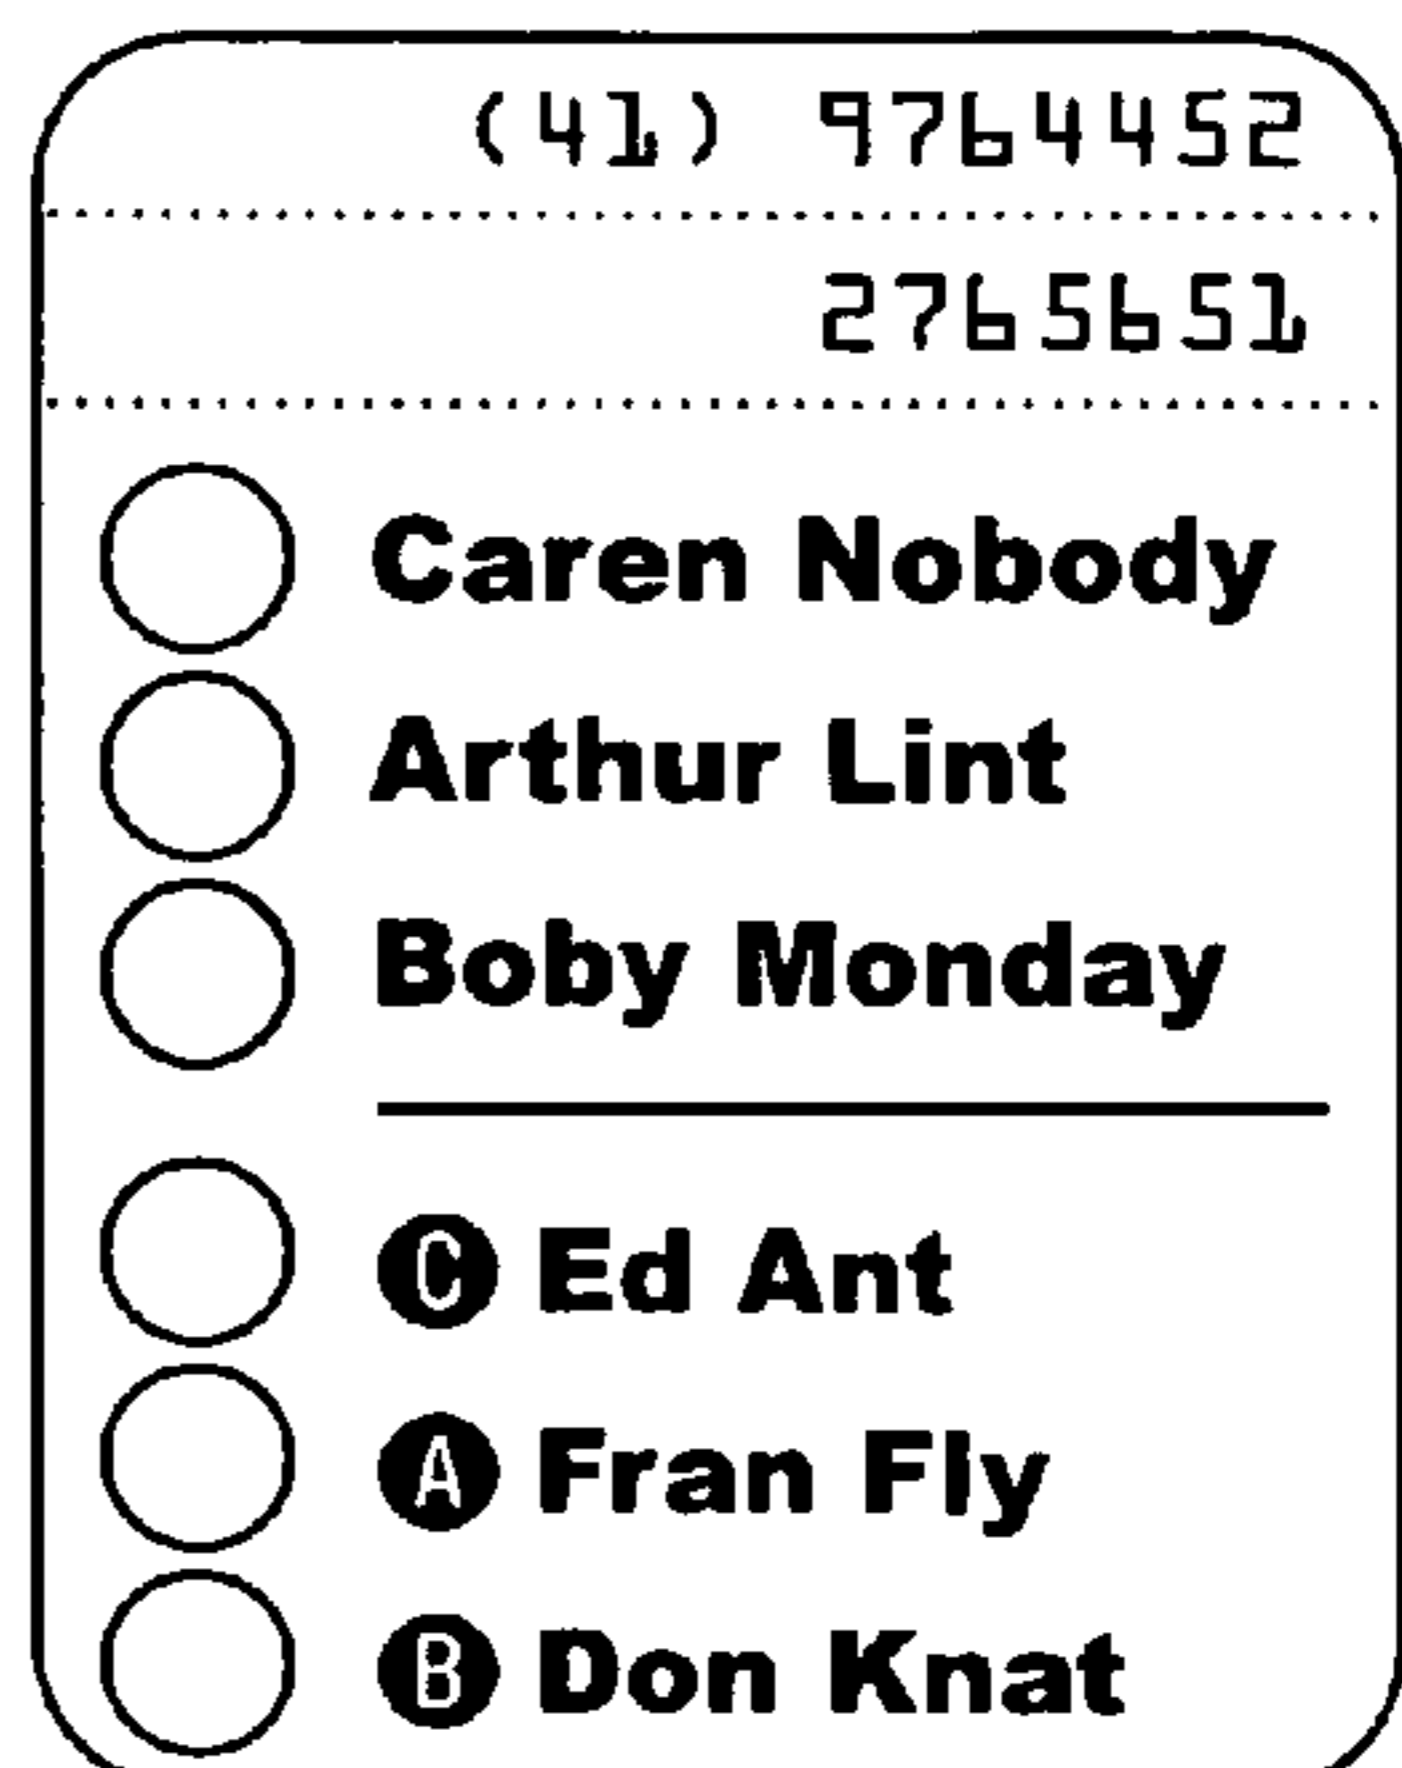 (41) 9764452
2765651
Caren Nobody
Arthur Lint
Boby Monday
C Ed Ant
A Fran Fly
B Don Knat